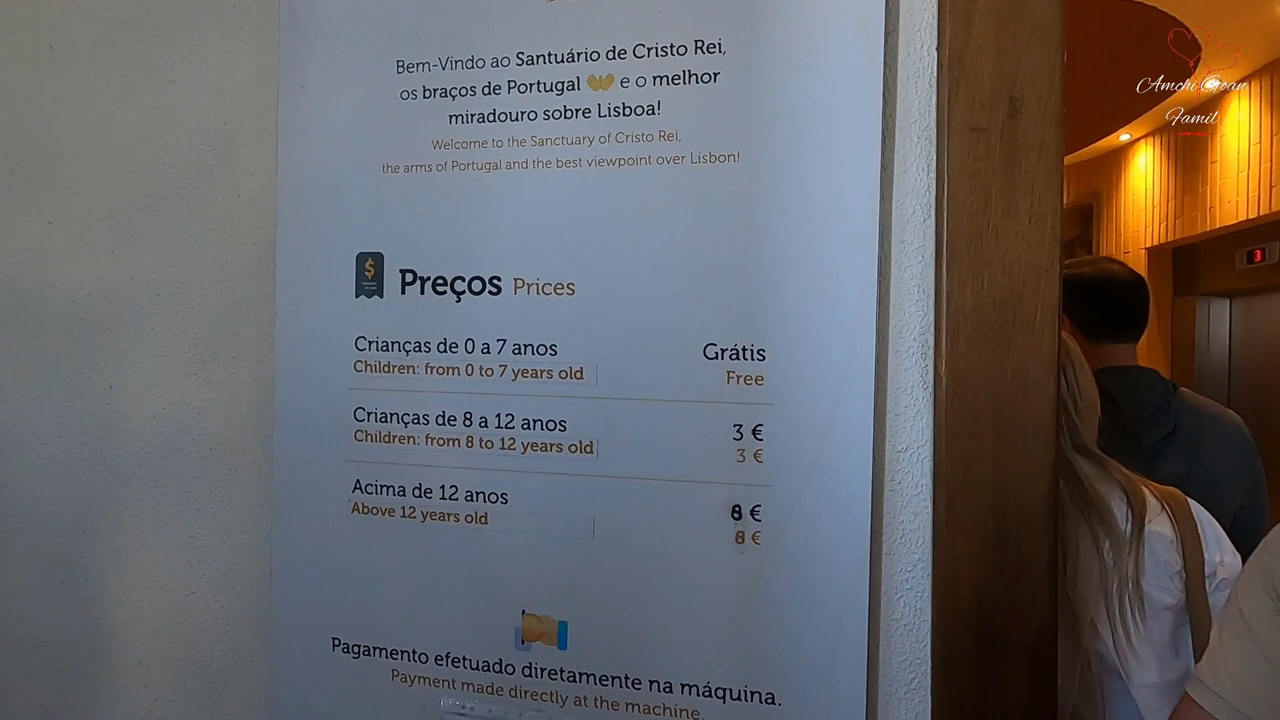 Bem-Vindo ao Santuário de Cristo Rei,
os braços de Portugal e o melhor
miradouro sobre Lisboa!
Welcome to the Sanctuary of Cristo Rei,
the arms of Portugal and the best viewpoint over Lisbon!
$
Preços Prices
Crianças de 0 a 7 anos Grátis
Children: from 0 to 7 years old Free
Crianças de 8 a 12 anos 3 €
Children: from 8 to 12 years old 3 €
Acima de 12 anos 8 €
Above 12 years old 8 €
Pagamento efetuado diretamente na máquina.
Payment made directly at the machine.
Amchi Goan
Famil
3